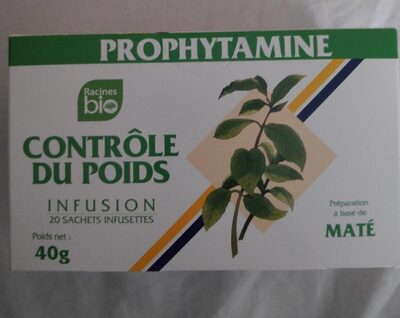 PROPHYTAMINE
Racines
bio
CONTRÔLE
DU POIDS
INFUSION
20 SACHETS INFUSETTES
Poids net :
40g
Préparation
à base de
MATÉ